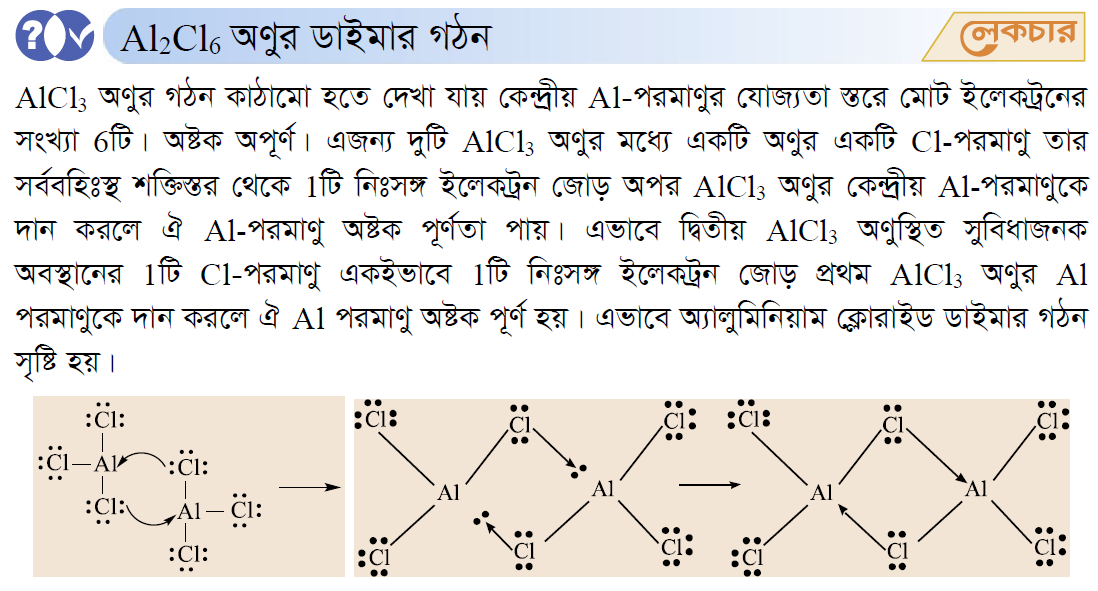 ?
Al₂Cl₆ অণুর ডাইমার গঠন
লেকচার
AlCl₃ অণুর গঠন কাঠামো হতে দেখা যায় কেন্দ্রীয় Al-পরমাণুর যোজ্যতা স্তরে মোট ইলেকট্রনের
সংখ্যা 6টি। অষ্টক অপূর্ণ। এজন্য দুটি AlCl₃ অণুর মধ্যে একটি অণুর একটি Cl-পরমাণু তার
সর্ববহিঃস্থ শক্তিস্তর থেকে 1টি নিঃসঙ্গ ইলেকট্রন জোড় অপর AlCl₃ অণুর কেন্দ্রীয় Al-পরমাণুকে
দান করলে ঐ Al-পরমাণু অষ্টক পূর্ণতা পায়। এভাবে দ্বিতীয় AlCl₃ অণুস্থিত সুবিধাজনক
অবস্থানের 1টি Cl-পরমাণু একইভাবে 1টি নিঃসঙ্গ ইলেকট্রন জোড় প্রথম AlCl₃ অণুর Al
পরমাণুকে দান করলে ঐ Al পরমাণু অষ্টক পূর্ণ হয়। এভাবে অ্যালুমিনিয়াম ক্লোরাইড ডাইমার গঠন
সৃষ্টি হয়।
Cl
Cl Al Cl
Cl Al Cl
Cl
Cl Cl Cl
Al Al
Cl Cl Cl
Cl Cl Cl
Al Al
Cl Cl Cl